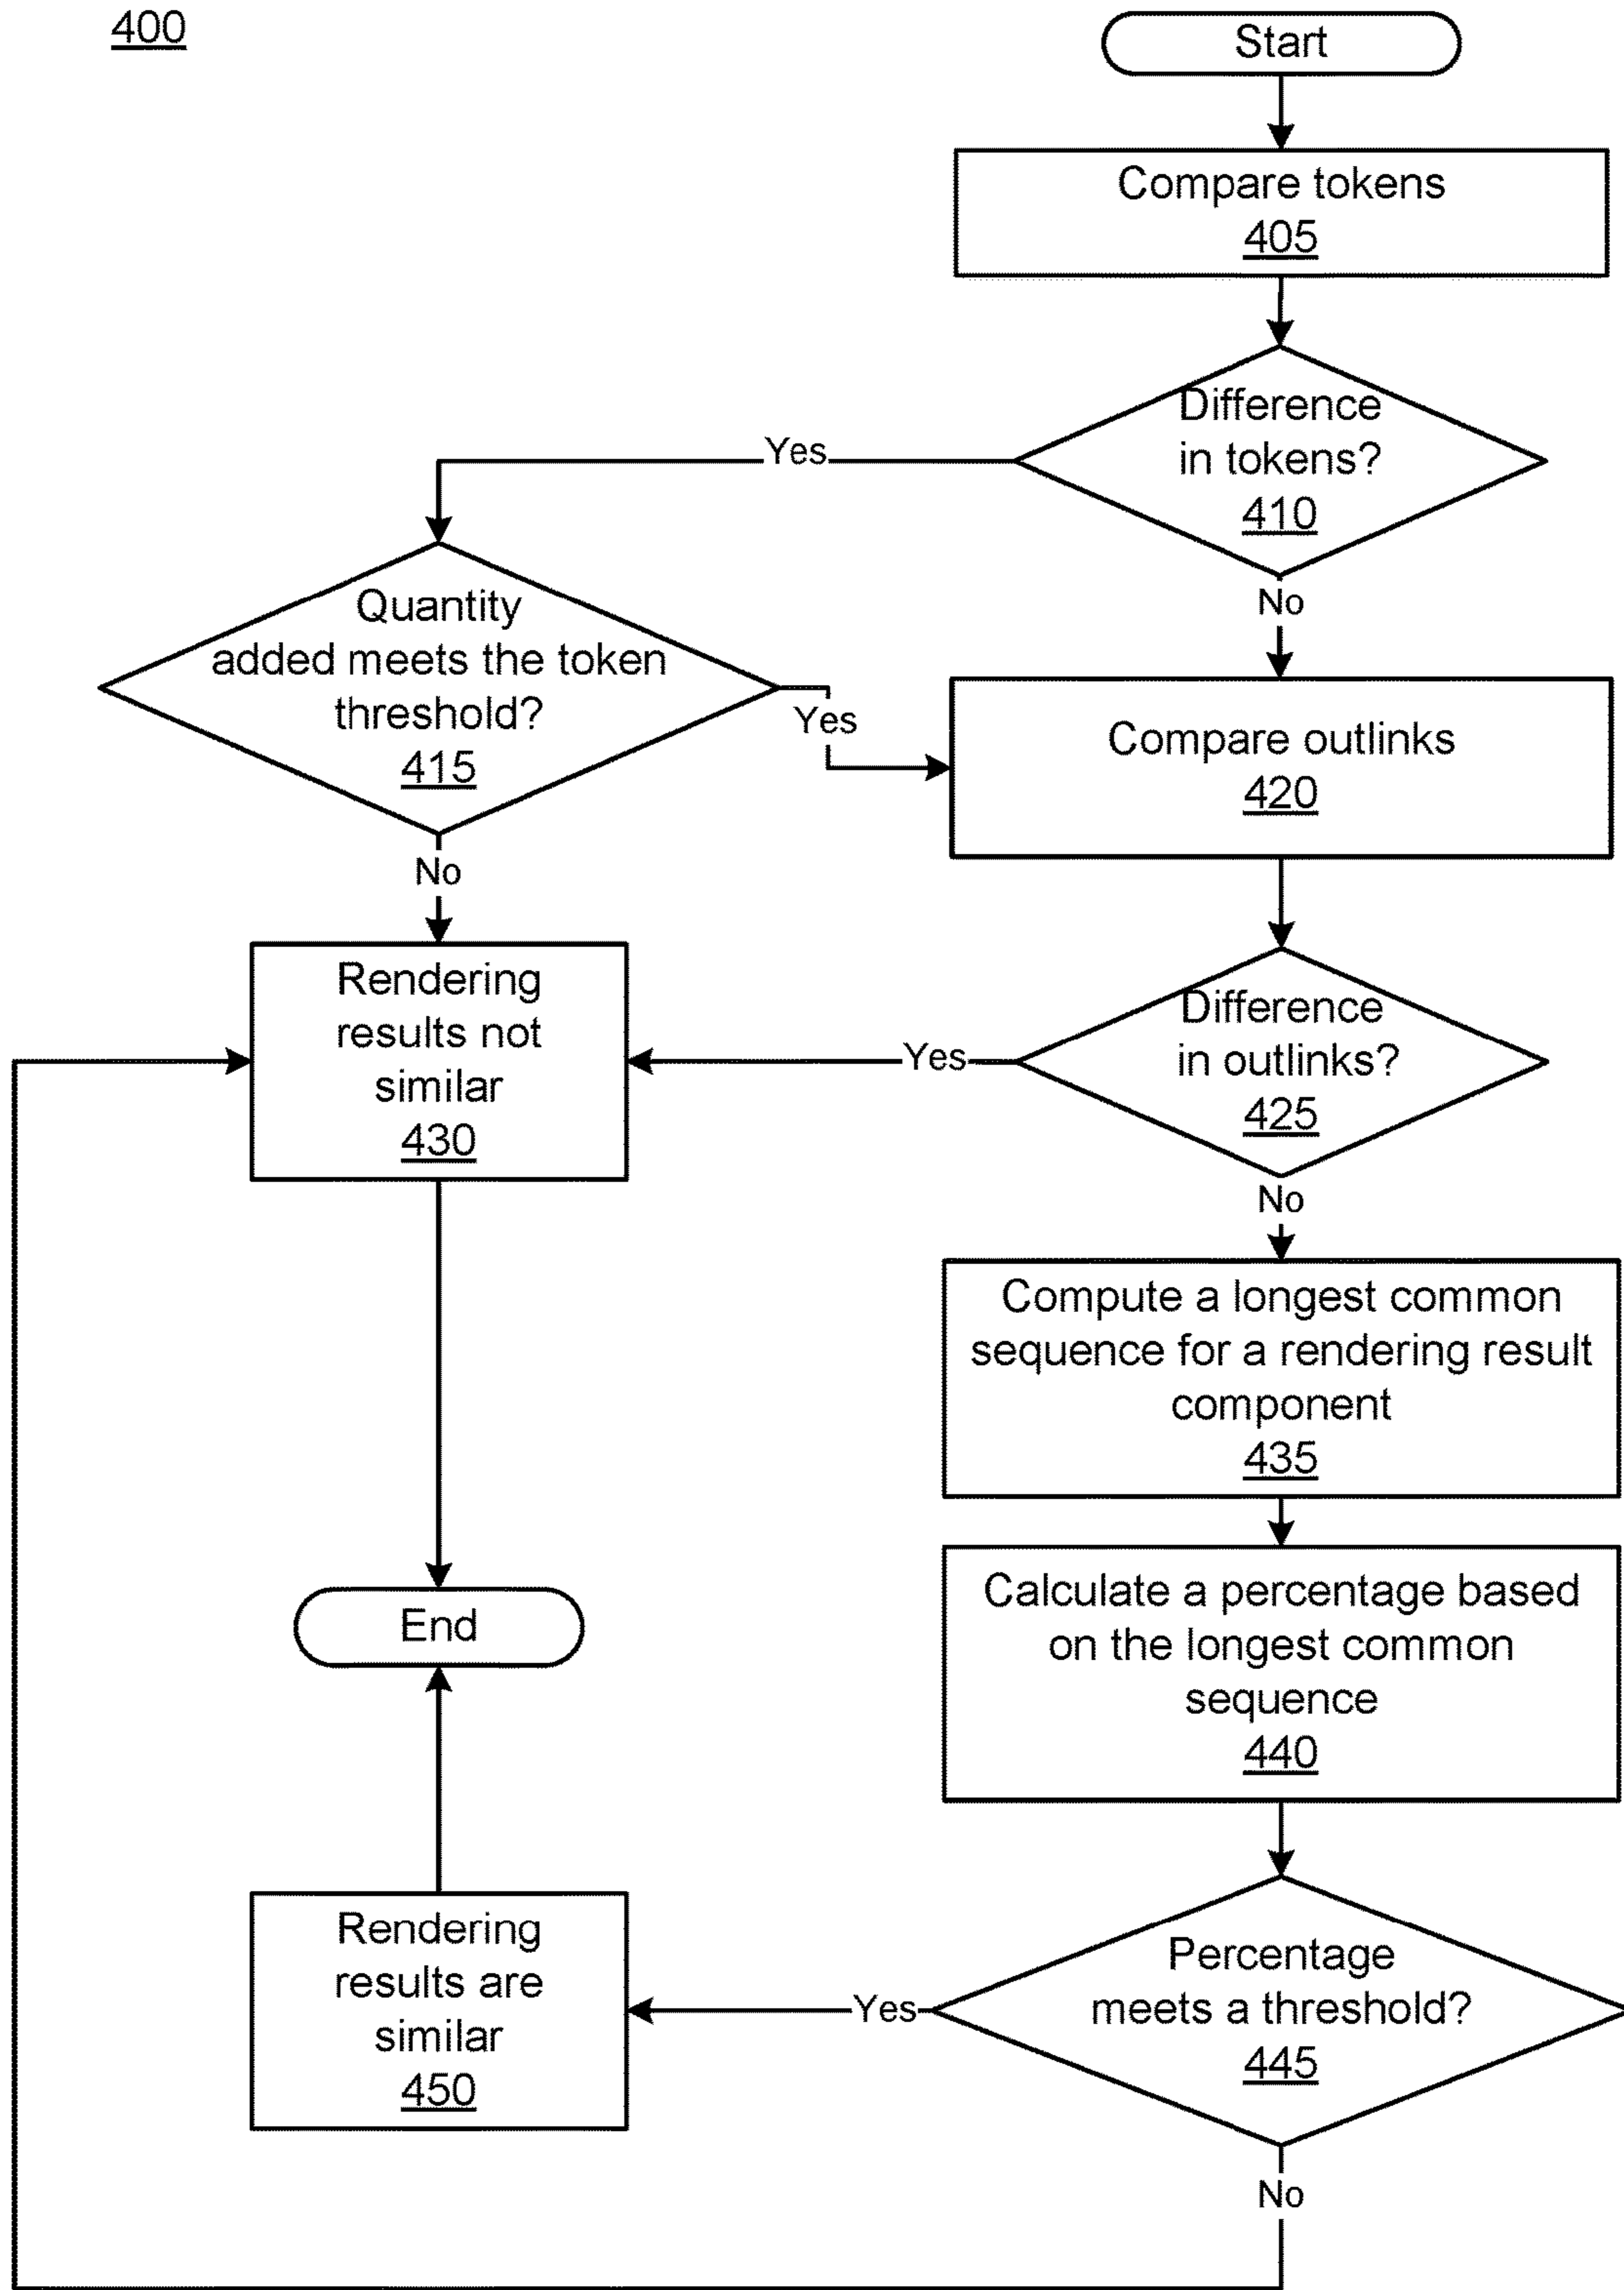 400
Start
Compare tokens
405
Difference
in tokens?
410
Yes
No
Quantity
added meets the token
threshold?
415
Yes
No
Compare outlinks
420
Difference
in outlinks?
425
Yes
No
Rendering
results not
similar
430
Compute a longest common
sequence for a rendering result
component
435
End
Calculate a percentage based
on the longest common
sequence
440
Percentage
meets a threshold?
445
Yes
No
Rendering
results are
similar
450